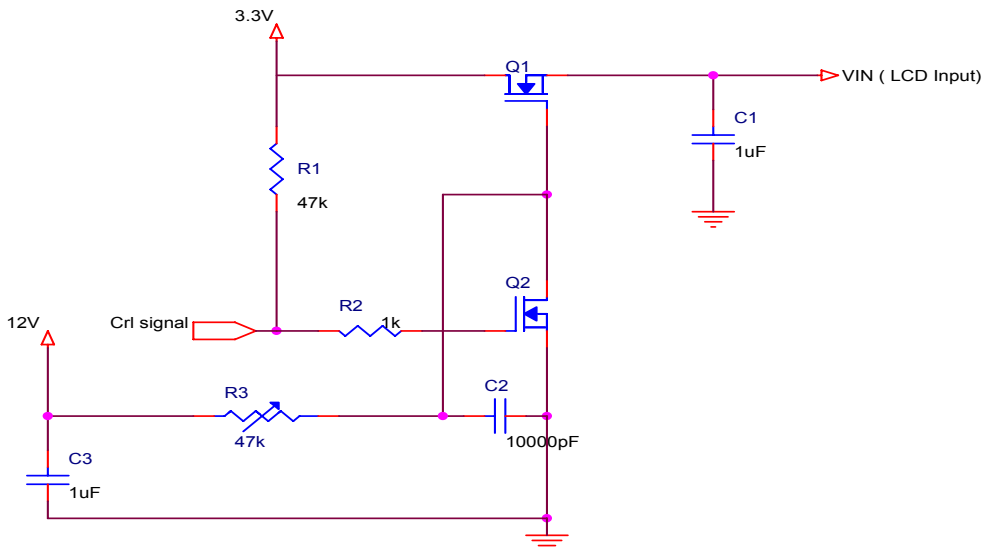 3.3V
Q1
VIN ( LCD Input)
C1
1uF
R1
47k
Q2
R2
1k
12V
Crl signal
R3
47k
C2
10000pF
C3
1uF